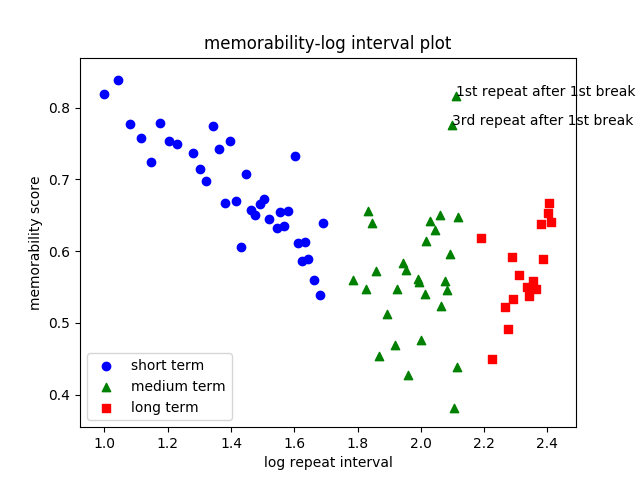 memorability-log interval plot
memorability score
0.8
0.7
0.6
0.5
0.4
1st repeat after 1st break
3rd repeat after 1st break
short term
medium term
long term
1.0 1.2 1.4 1.6 1.8 2.0 2.2 2.4
log repeat interval